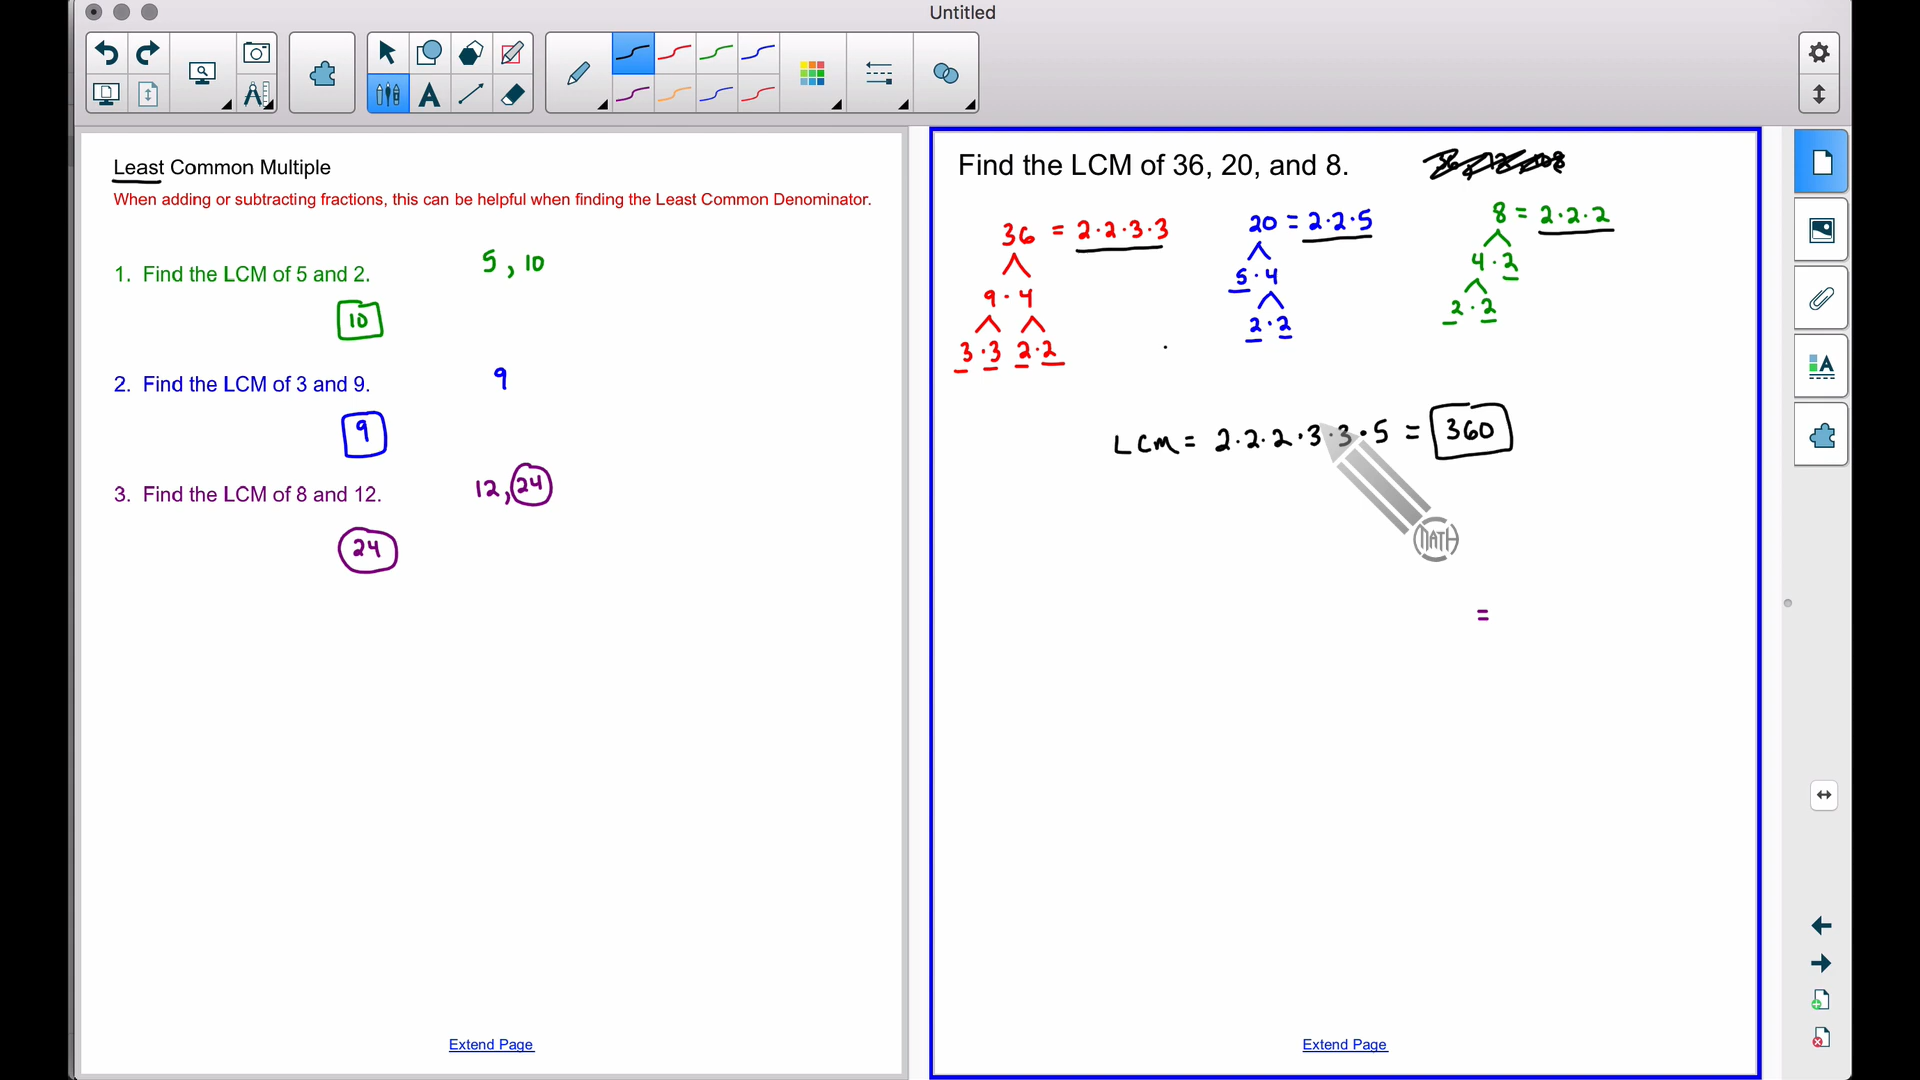 Untitled
Least Common Multiple
When adding or subtracting fractions, this can be helpful when finding the Least Common Denominator.
1. Find the LCM of 5 and 2.
5, 10
10
2. Find the LCM of 3 and 9.
9
9
3. Find the LCM of 8 and 12.
12, 24
24
Extend Page
Find the LCM of 36, 20, and 8.
36 = 2·2·3·3
9·4
3·3 2·2
20 = 2·2·5
5·4
2·2
8 = 2·2·2
4·2
2·2
LCM = 2·2·2·3·3·5 = 360
MATH
=
Extend Page